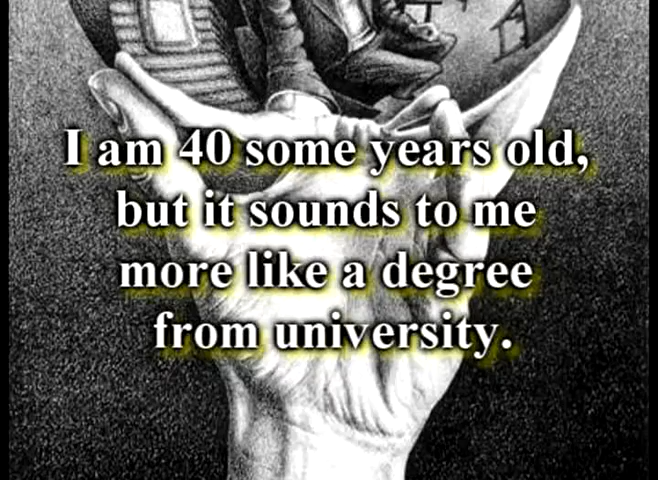 I am 40 some years old,
but it sounds to me
more like a degree
from university.